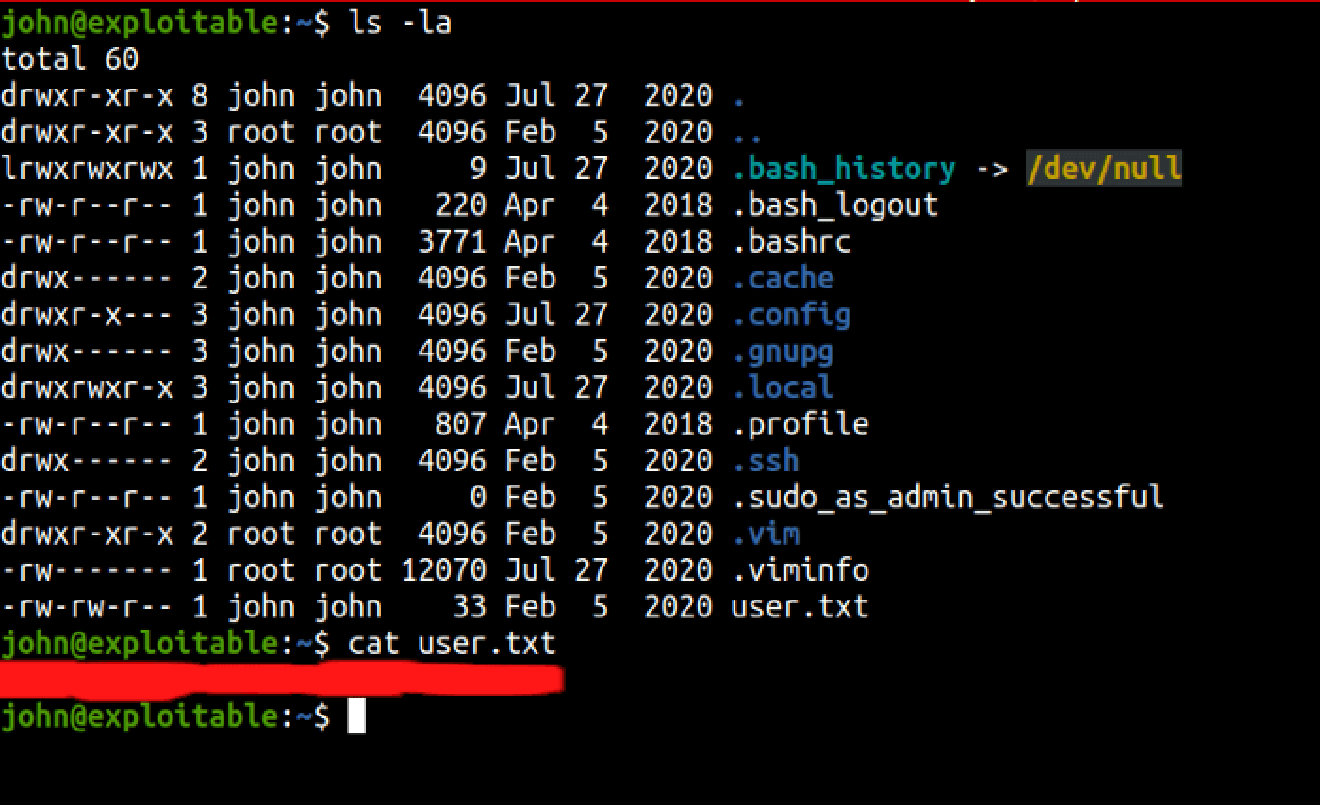 john@exploitable:~$ ls -la
total 60
drwxr-xr-x 8 john john  4096 Jul 27  2020 .
drwxr-xr-x 3 root root  4096 Feb  5  2020 ..
lrwxrwxrwx 1 john john     9 Jul 27  2020 .bash_history -> /dev/null
-rw-r--r-- 1 john john   220 Apr  4  2018 .bash_logout
-rw-r--r-- 1 john john  3771 Apr  4  2018 .bashrc
drwx------ 2 john john  4096 Feb  5  2020 .cache
drwxr-x--- 3 john john  4096 Jul 27  2020 .config
drwx------ 3 john john  4096 Feb  5  2020 .gnupg
drwxrwxr-x 3 john john  4096 Jul 27  2020 .local
-rw-r--r-- 1 john john   807 Apr  4  2018 .profile
drwx------ 2 john john  4096 Feb  5  2020 .ssh
-rw-r--r-- 1 john john     0 Feb  5  2020 .sudo_as_admin_successful
drwxr-xr-x 2 root root  4096 Feb  5  2020 .vim
-rw------- 1 root root 12070 Jul 27  2020 .viminfo
-rw-rw-r-- 1 john john    33 Feb  5  2020 user.txt
john@exploitable:~$ cat user.txt
john@exploitable:~$